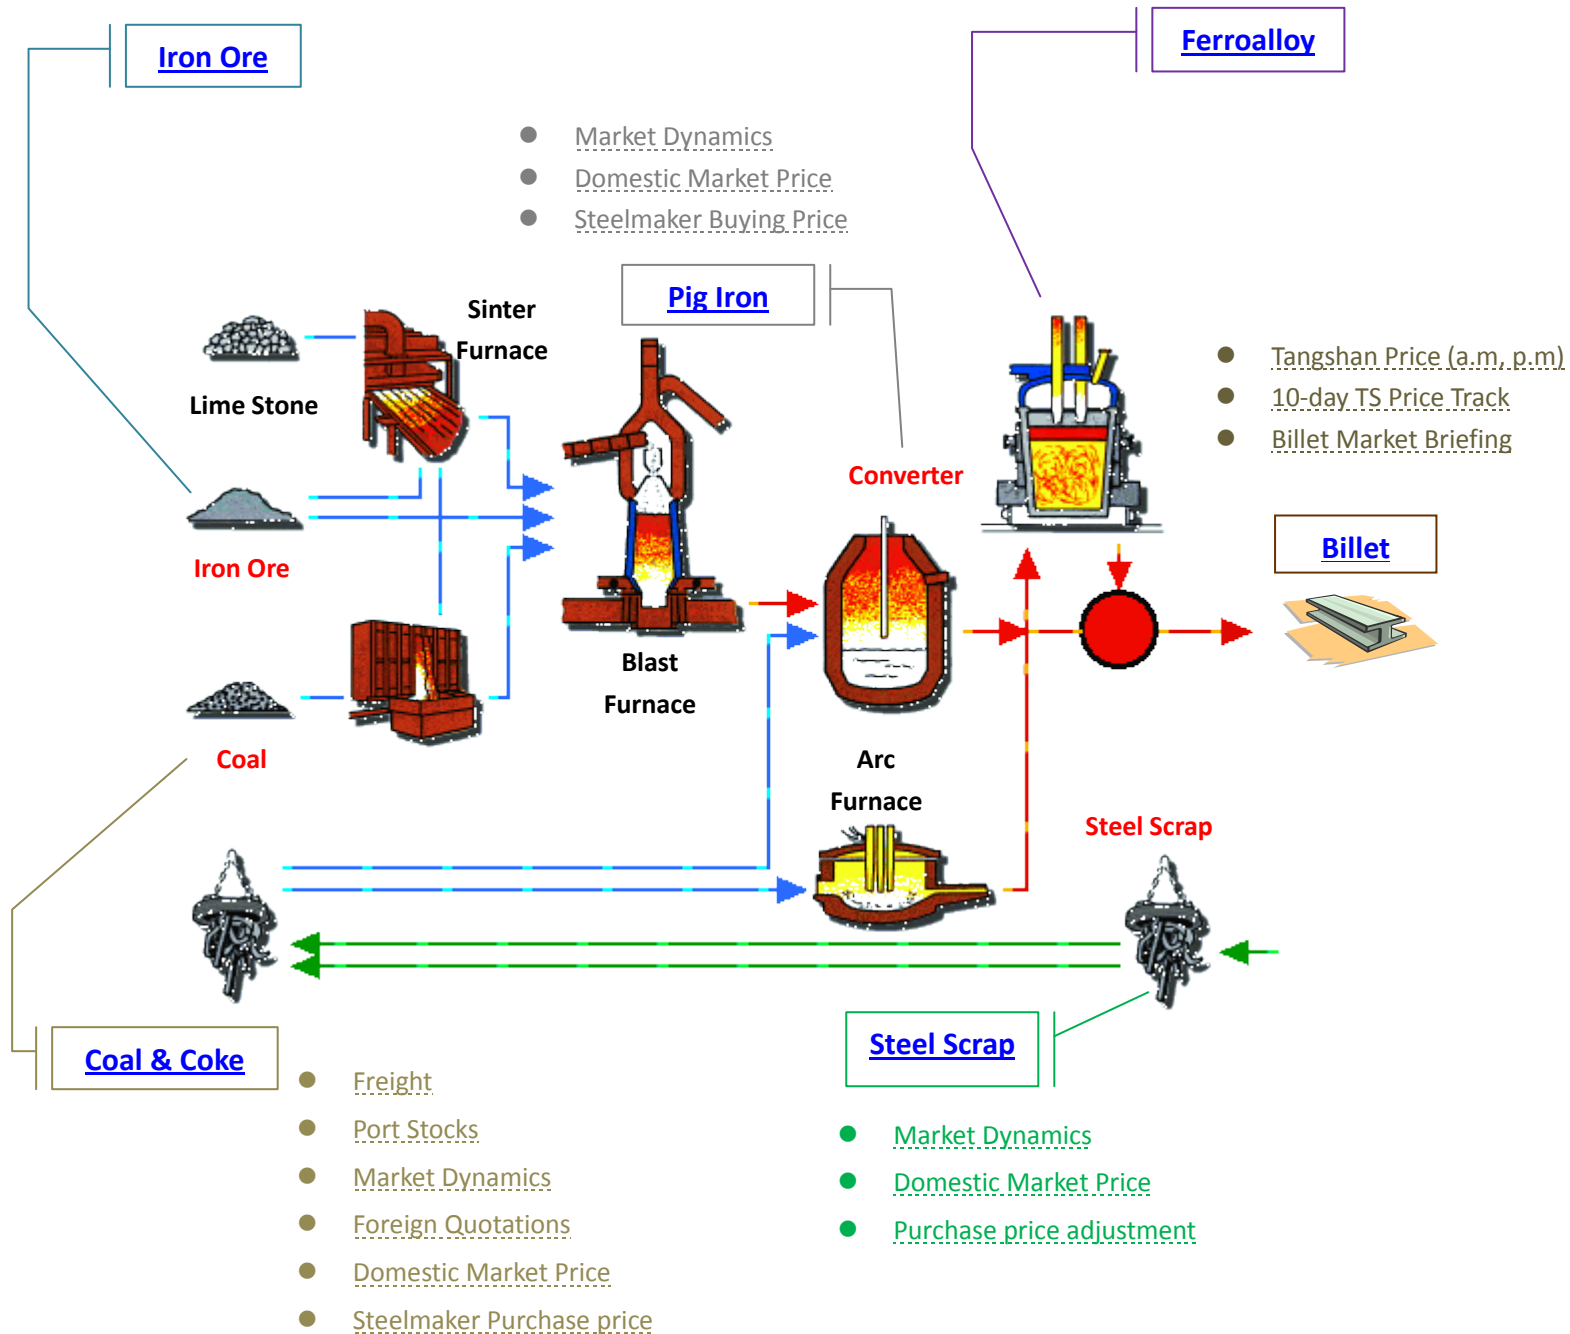 Iron Ore
Ferroalloy
Market Dynamics
Domestic Market Price
Steelmaker Buying Price
Pig Iron
Sinter
Furnace
Lime Stone
Tangshan Price (a.m, p.m)
10-day TS Price Track
Billet Market Briefing
Converter
Billet
Iron Ore
Blast
Furnace
Coal
Arc
Furnace
Steel Scrap
Coal & Coke
Freight
Port Stocks
Market Dynamics
Foreign Quotations
Domestic Market Price
Steelmaker Purchase price
Steel Scrap
Market Dynamics
Domestic Market Price
Purchase price adjustment